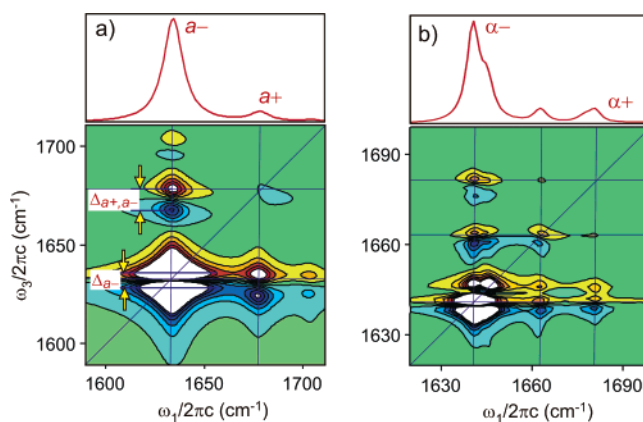 a)
a−
a+
b)
α−
α+
ω3/2πc (cm-1)
1700
1650
1600
Δa+,a−
Δa−
1600
1650
1700
ω1/2πc (cm-1)
1690
1660
1630
1630
1660
1690
ω1/2πc (cm-1)